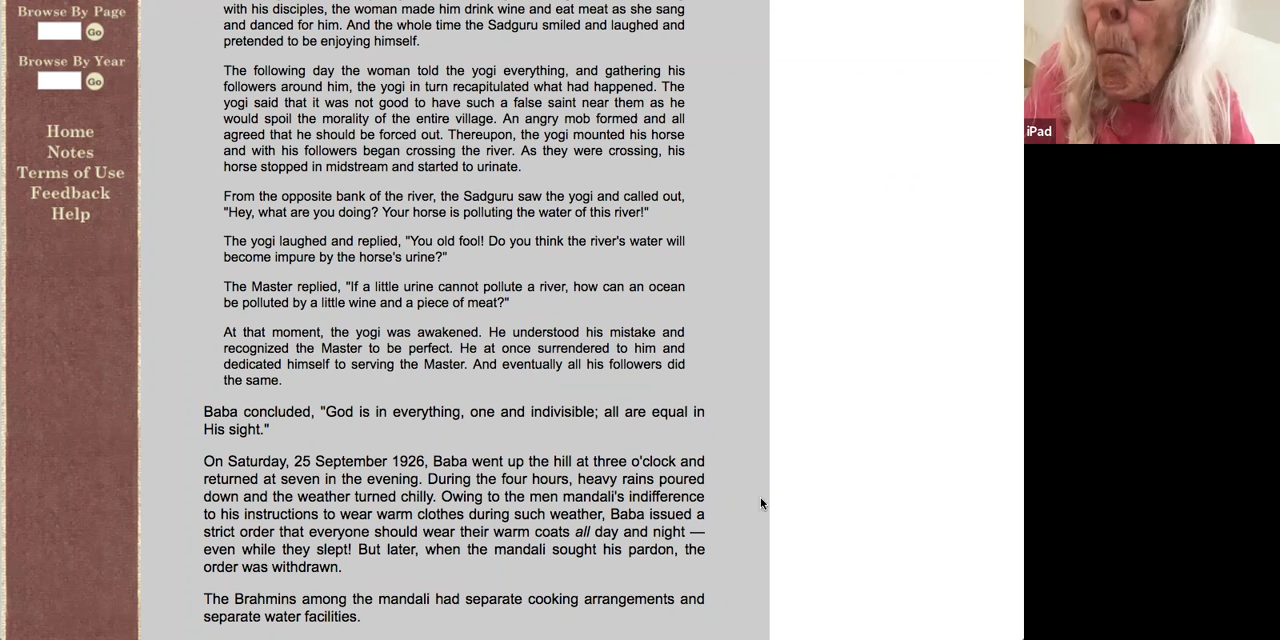 Browse By Page
Go
Browse By Year
Go
Home
Notes
Terms of Use
Feedback
Help
with his disciples, the woman made him drink wine and eat meat as she sang
and danced for him. And the whole time the Sadguru smiled and laughed and
pretended to be enjoying himself.
The following day the woman told the yogi everything, and gathering his
followers around him, the yogi in turn recapitulated what had happened. The
yogi said that it was not good to have such a false saint near them as he
would spoil the morality of the entire village. An angry mob formed and all
agreed that he should be forced out. Thereupon, the yogi mounted his horse
and with his followers began crossing the river. As they were crossing, his
horse stopped in midstream and started to urinate.
From the opposite bank of the river, the Sadguru saw the yogi and called out,
"Hey, what are you doing? Your horse is polluting the water of this river!"
The yogi laughed and replied, "You old fool! Do you think the river's water will
become impure by the horse's urine?"
The Master replied, "If a little urine cannot pollute a river, how can an ocean
be polluted by a little wine and a piece of meat?"
At that moment, the yogi was awakened. He understood his mistake and
recognized the Master to be perfect. He at once surrendered to him and
dedicated himself to serving the Master. And eventually all his followers did
the same.
Baba concluded, "God is in everything, one and indivisible; all are equal in
His sight."
On Saturday, 25 September 1926, Baba went up the hill at three o'clock and
returned at seven in the evening. During the four hours, heavy rains poured
down and the weather turned chilly. Owing to the men mandali's indifference
to his instructions to wear warm clothes during such weather, Baba issued a
strict order that everyone should wear their warm coats all day and night —
even while they slept! But later, when the mandali sought his pardon, the
order was withdrawn.
The Brahmins among the mandali had separate cooking arrangements and
separate water facilities.
iPad